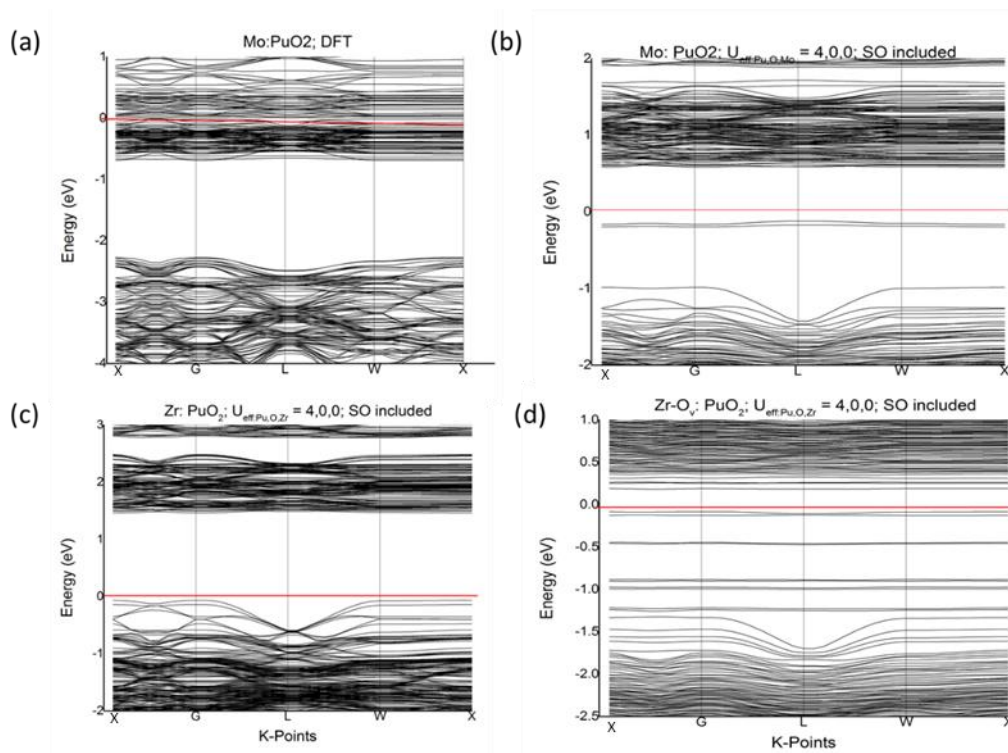 (a)
Mo:PuO2; DFT
1
0
-1
-2
-3
-4
Energy (eV)
X G L W X
(b)
Mo: PuO2; U eff:Pu,O,Mo = 4,0,0; SO included
2
1
0
-1
-2
Energy (eV)
X G L W X
(c)
Zr: PuO2; U eff:Pu,O,Zr = 4,0,0; SO included
3
2
1
0
-1
-2
Energy (eV)
X G L W X
(d)
Zr-Ov: PuO2; U eff:Pu,O,Zr = 4,0,0; SO included
1.0
0.5
0.0
-0.5
-1.0
-1.5
-2.0
-2.5
Energy (eV)
X G L W X
K-Points
K-Points